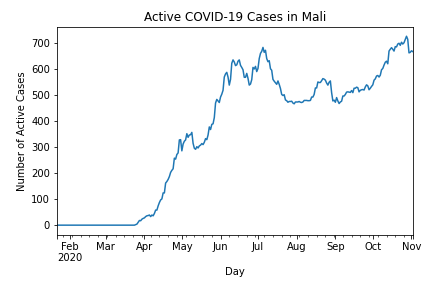 Active COVID-19 Cases in Mali
Number of Active Cases
700
600
500
400
300
200
100
0
Feb Mar Apr May Jun Jul Aug Sep Oct Nov
2020
Day